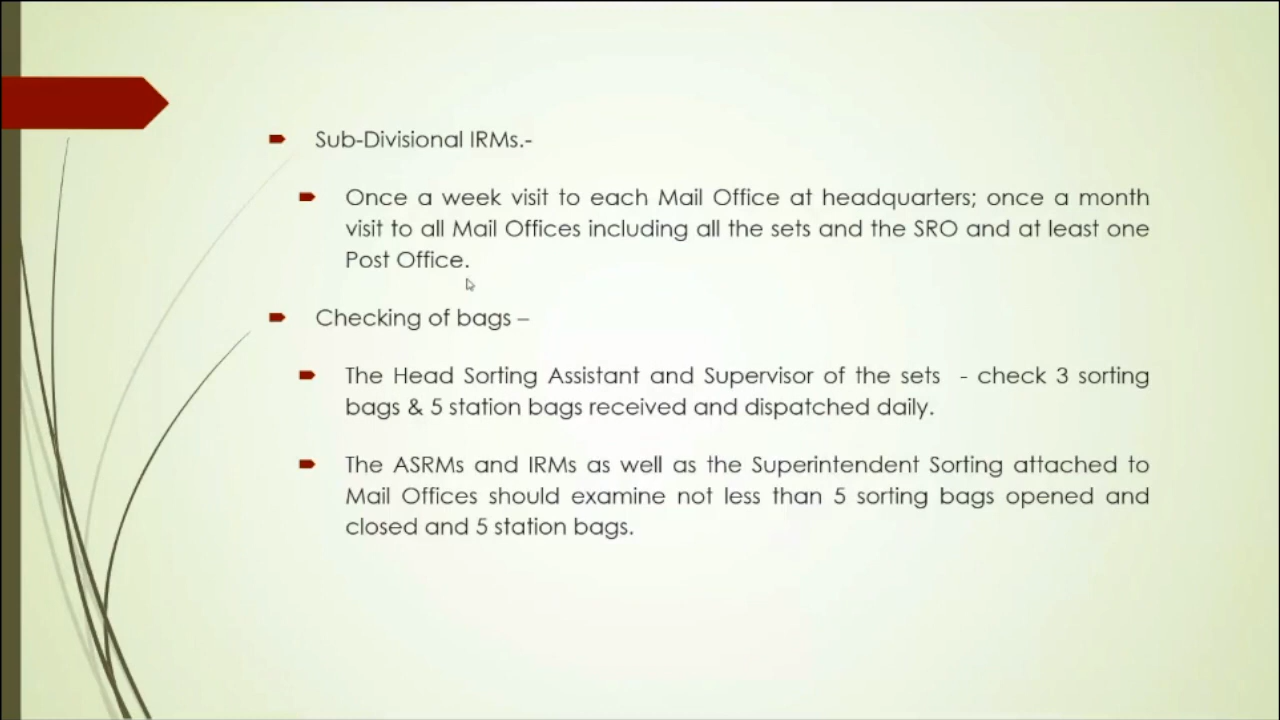 Sub-Divisional IRMs.-
Once a week visit to each Mail Office at headquarters; once a month
visit to all Mail Offices including all the sets and the SRO and at least one
Post Office.
Checking of bags –
The Head Sorting Assistant and Supervisor of the sets - check 3 sorting
bags & 5 station bags received and dispatched daily.
The ASRMs and IRMs as well as the Superintendent Sorting attached to
Mail Offices should examine not less than 5 sorting bags opened and
closed and 5 station bags.